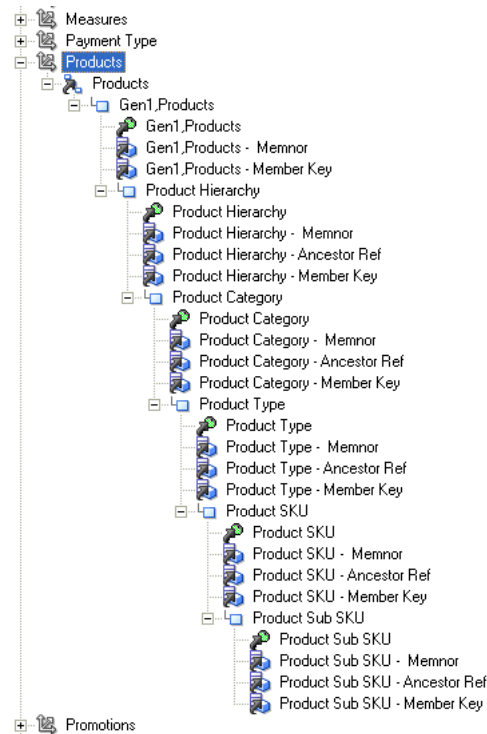 Measures
Payment Type
Products
Products
Gen1,Products
Gen1,Products
Gen1,Products - Memnor
Gen1,Products - Member Key
Product Hierarchy
Product Hierarchy
Product Hierarchy - Memnor
Product Hierarchy - Ancestor Ref
Product Hierarchy - Member Key
Product Category
Product Category
Product Category - Memnor
Product Category - Ancestor Ref
Product Category - Member Key
Product Type
Product Type
Product Type - Memnor
Product Type - Ancestor Ref
Product Type - Member Key
Product SKU
Product SKU
Product SKU - Memnor
Product SKU - Ancestor Ref
Product SKU - Member Key
Product Sub SKU
Product Sub SKU
Product Sub SKU - Memnor
Product Sub SKU - Ancestor Ref
Product Sub SKU - Member Key
Promotions